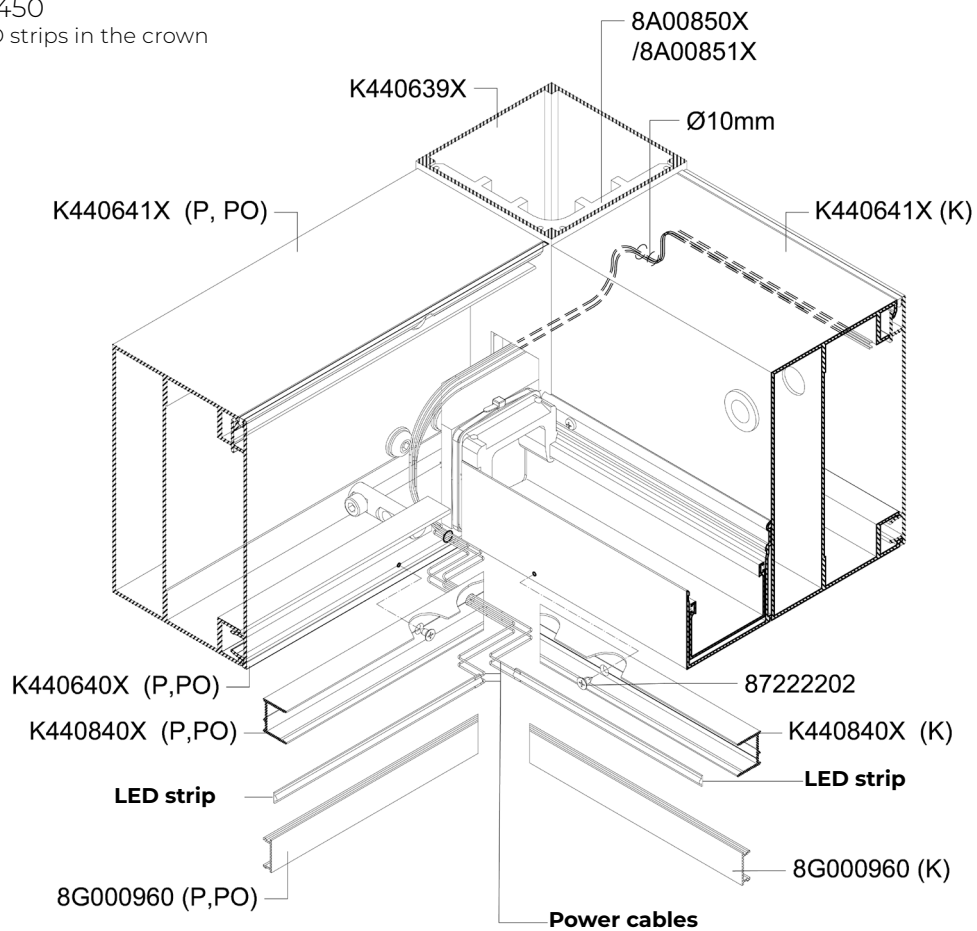 450
strips in the crown
8A00850X
/8A00851X
K440639X
Ø10mm
K440641X (P, PO)
K440641X (K)
K440640X (P,PO)
87222202
K440840X (P,PO)
K440840X (K)
LED strip
LED strip
8G000960 (P,PO)
8G000960 (K)
Power cables